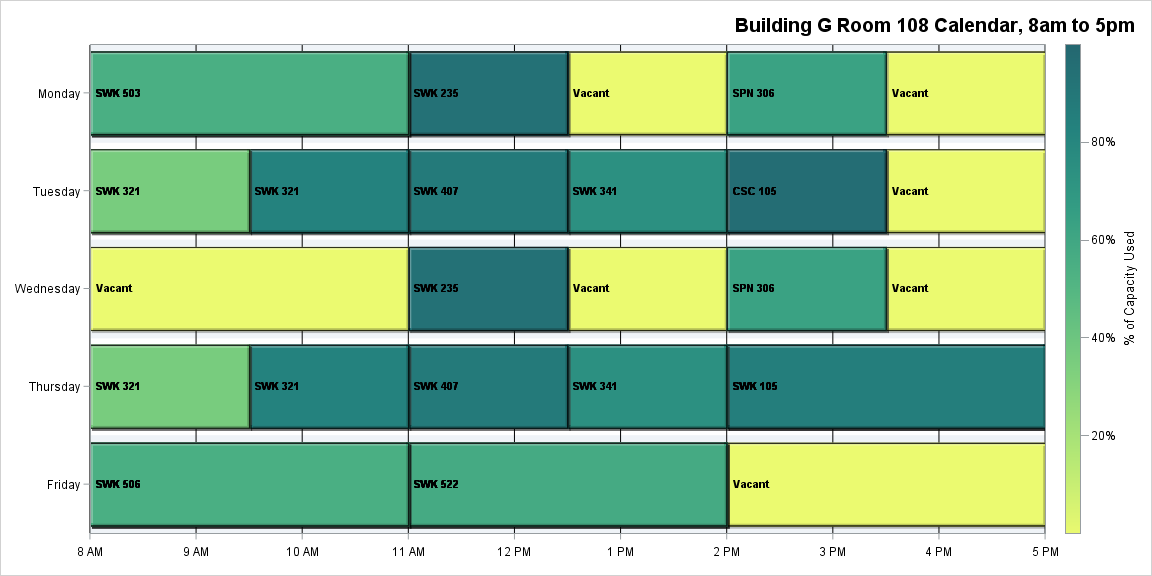 Building G Room 108 Calendar, 8am to 5pm
Monday
SWK 503
SWK 235
Vacant
SPN 306
Vacant
Tuesday
SWK 321
SWK 321
SWK 407
SWK 341
CSC 105
Vacant
Wednesday
Vacant
SWK 235
Vacant
SPN 306
Vacant
Thursday
SWK 321
SWK 321
SWK 407
SWK 341
SWK 105
Friday
SWK 506
SWK 522
Vacant
8 AM
9 AM
10 AM
11 AM
12 PM
1 PM
2 PM
3 PM
4 PM
5 PM
80%
60%
40%
20%
% of Capacity Used